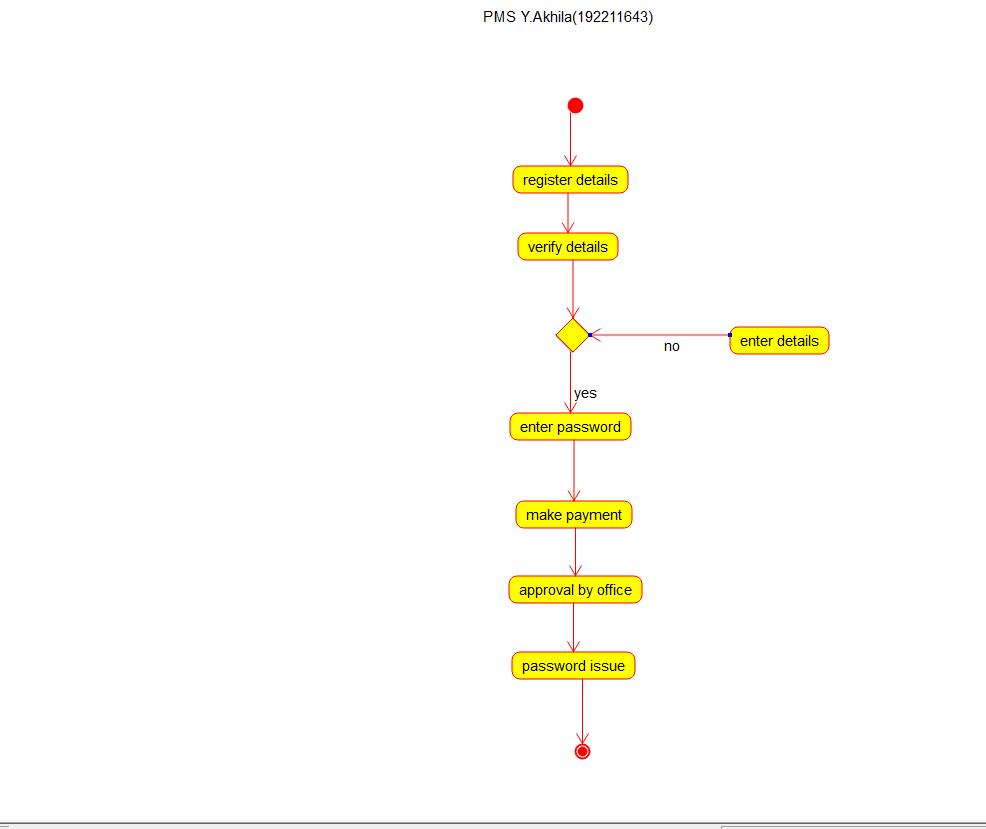 PMS Y.Akhila(192211643)
register details
verify details
enter details
no
yes
enter password
make payment
approval by office
password issue